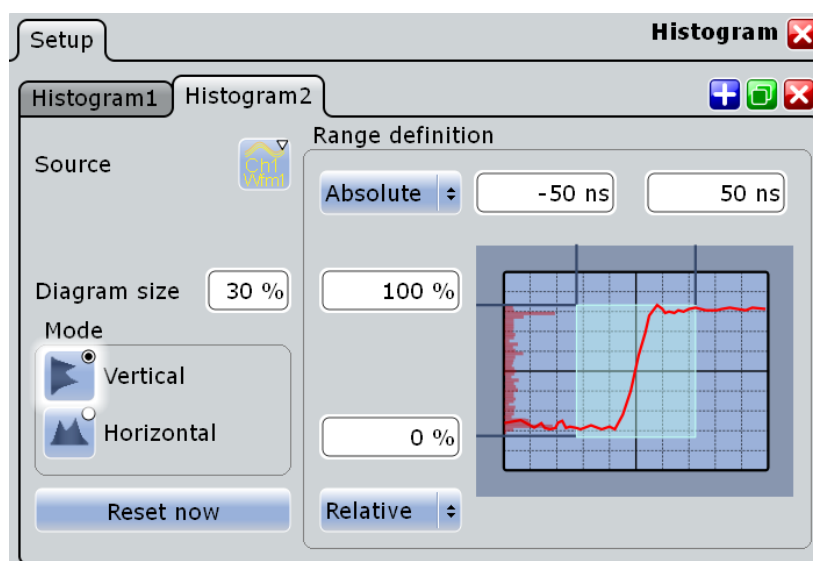 Setup
Histogram
Histogram1
Histogram2
Range definition
Source
Ch1
Wfm1
Absolute
-50 ns
50 ns
Diagram size
30 %
100 %
Mode
Vertical
Horizontal
0 %
Reset now
Relative